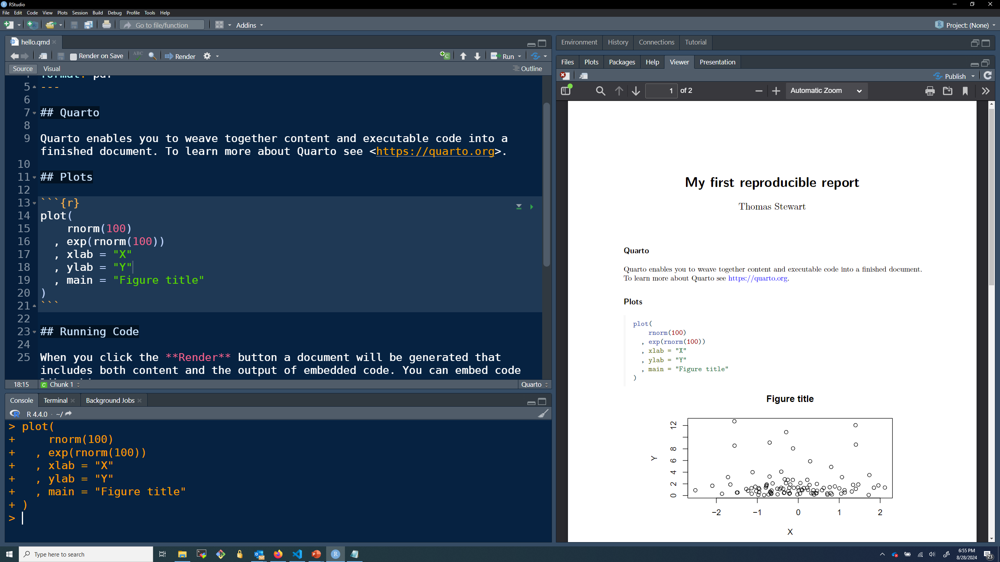 RStudio
File Edit Code View Plots Session Build Debug Profile Tools Help
Go to file/function Addins Project: (None)
hello.qmd
Render on Save ABC Render Run
Source Visual Outline
format: pdf
5 ---
6
7 ## Quarto
8
9 Quarto enables you to weave together content and executable code into a
finished document. To learn more about Quarto see <https://quarto.org>.
10
11 ## Plots
12
13 ```{r}
14 plot(
15 rnorm(100)
16 , exp(rnorm(100))
17 , xlab = "X"
18 , ylab = "Y"
19 , main = "Figure title"
20 )
21 ```
22
23 ## Running Code
24
25 When you click the **Render** button a document will be generated that
includes both content and the output of embedded code. You can embed code
18:15 C Chunk 1 Quarto
Console Terminal Background Jobs
R 4.4.0 · ~/
> plot(
+ rnorm(100)
+ , exp(rnorm(100))
+ , xlab = "X"
+ , ylab = "Y"
+ , main = "Figure title"
+ )
>
Environment History Connections Tutorial
Files Plots Packages Help Viewer Presentation
Publish
1 of 2 Automatic Zoom
My first reproducible report
Thomas Stewart
Quarto
Quarto enables you to weave together content and executable code into a finished document.
To learn more about Quarto see https://quarto.org.
Plots
plot(
rnorm(100)
, exp(rnorm(100))
, xlab = "X"
, ylab = "Y"
, main = "Figure title"
)
Figure title
12
8
6
4
2
0
Y
−2 −1 0 1 2
X
Type here to search
6:55 PM
8/28/2024
23